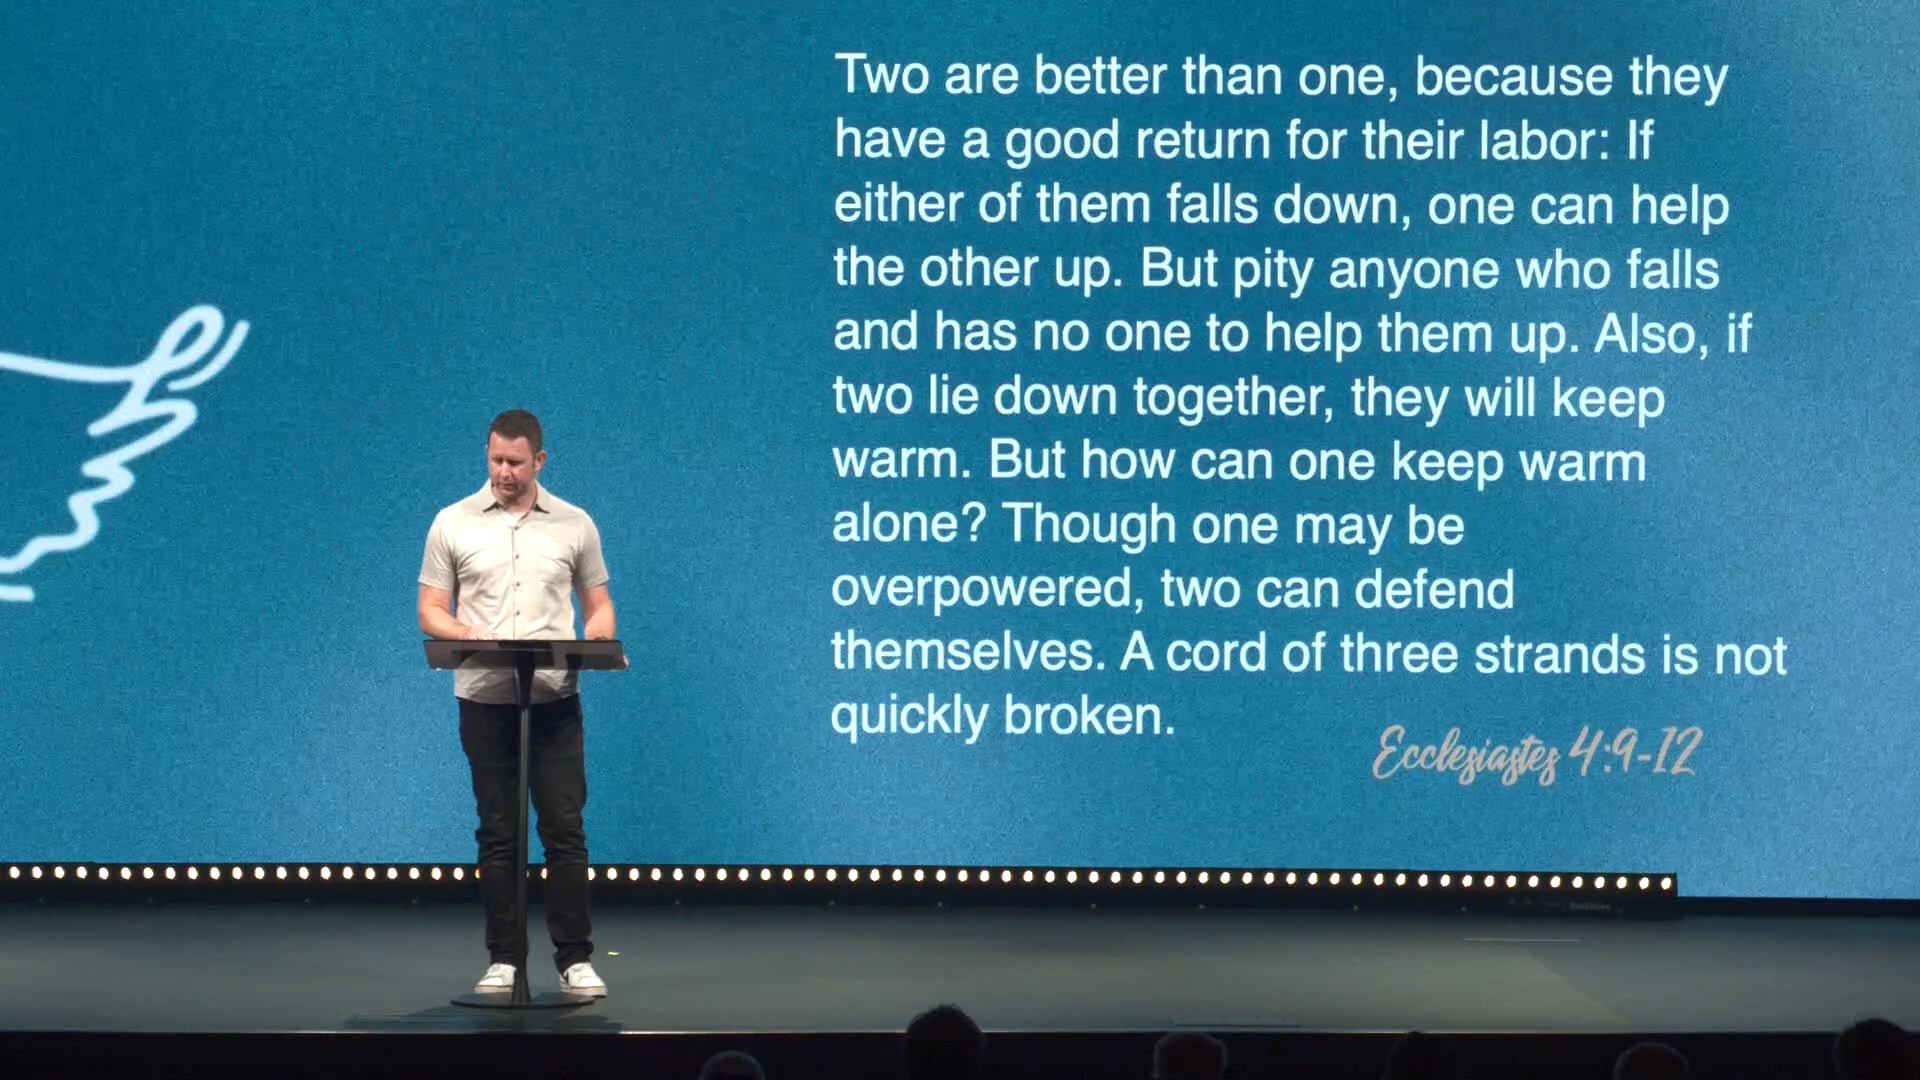 Two are better than one, because they
have a good return for their labor: If
either of them falls down, one can help
the other up. But pity anyone who falls
and has no one to help them up. Also, if
two lie down together, they will keep
warm. But how can one keep warm
alone? Though one may be
overpowered, two can defend
themselves. A cord of three strands is not
quickly broken.
Ecclesiastes 4:9-12